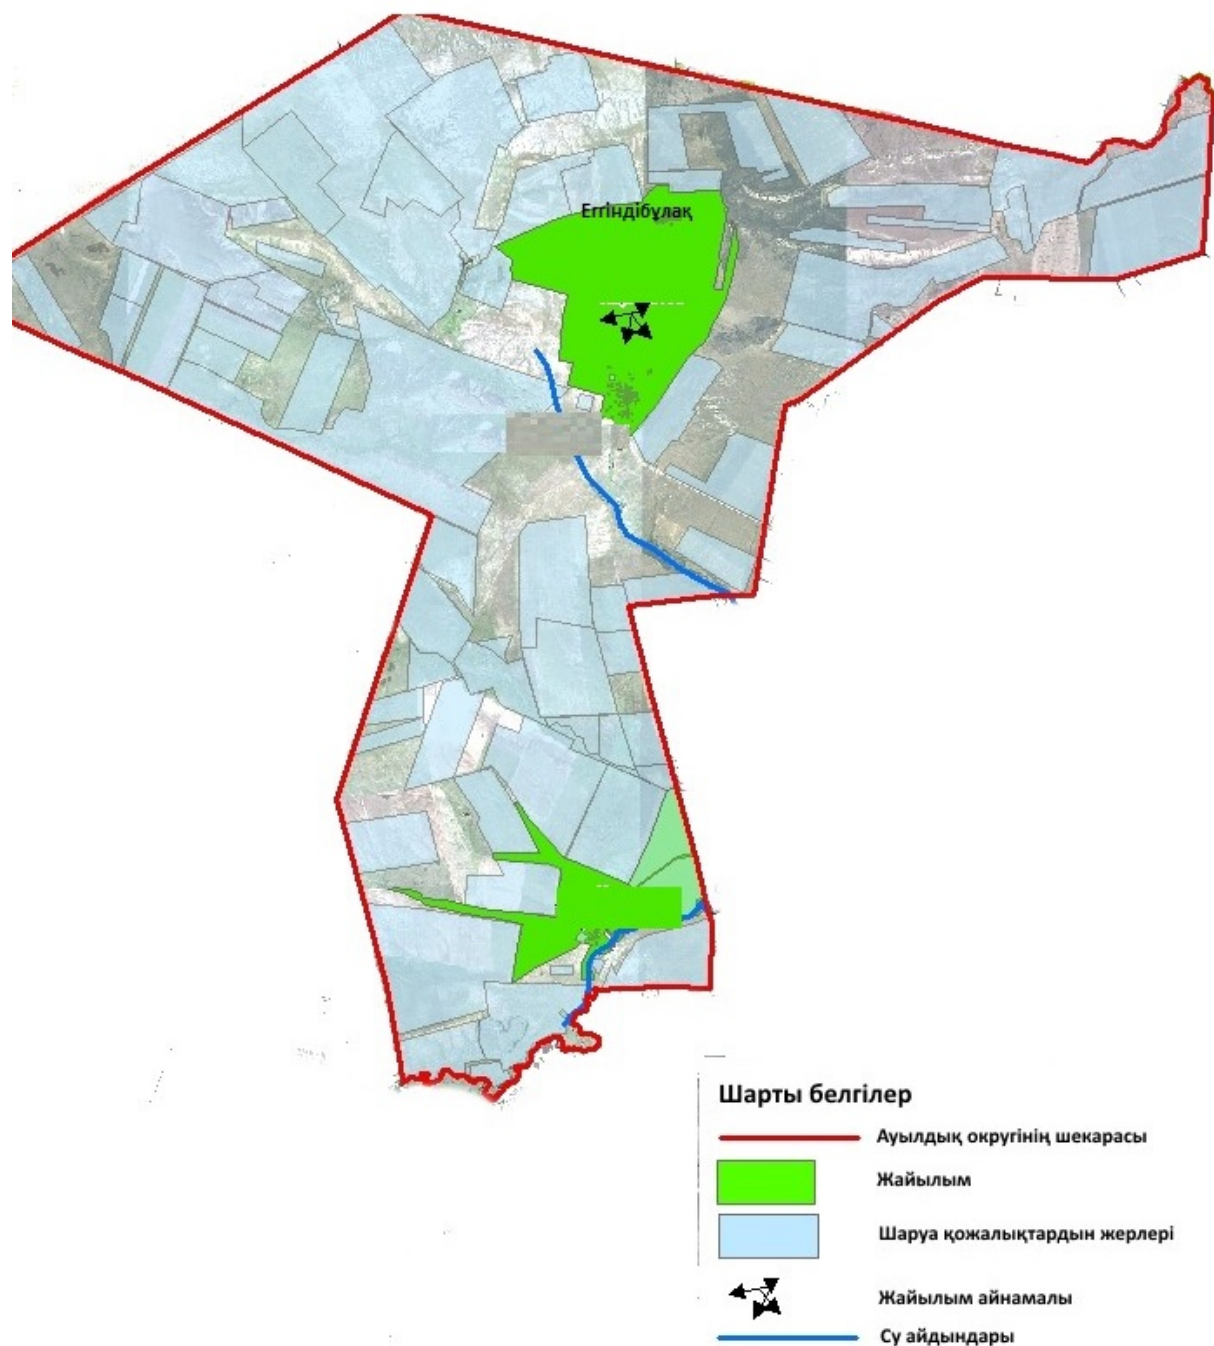 Еггіндібұлақ
Шарты белгілер
Ауылдық округінің шекарасы
Жайылым
Шаруа қожалықтардын жерлері
Жайылым айнамалы
Су айдындары